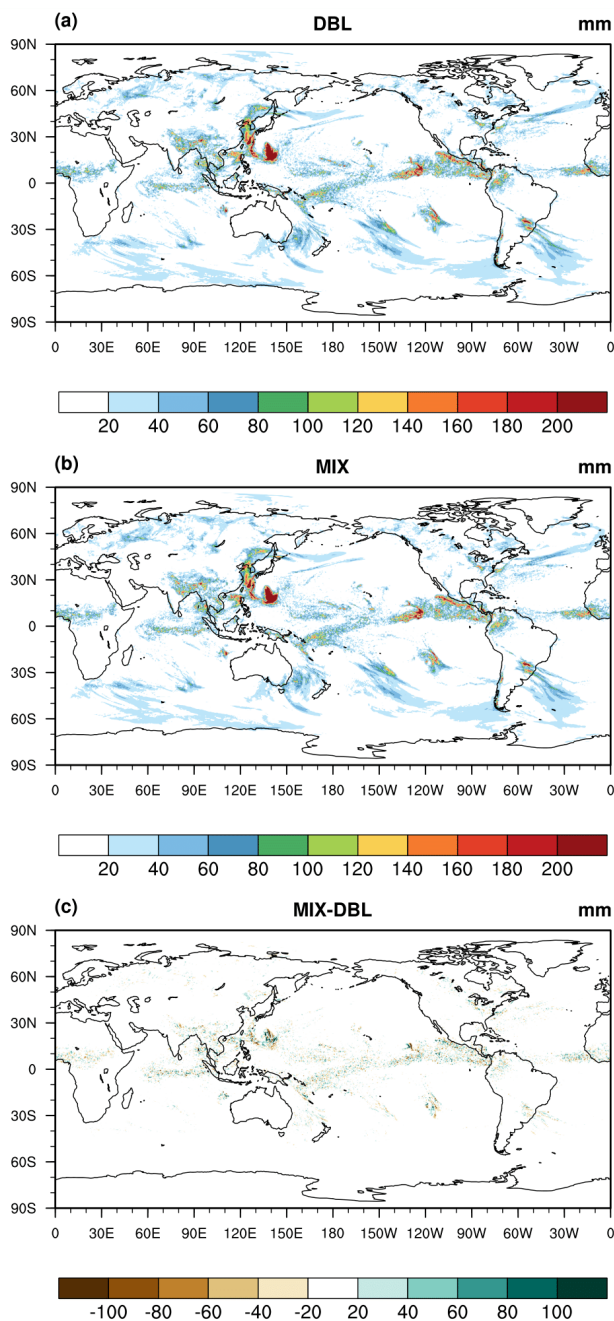 (a) DBL mm
90N
60N
30N
0
30S
60S
90S
0 30E 60E 90E 120E 150E 180 150W 120W 90W 60W 30W 0
20 40 60 80 100 120 140 160 180 200
(b) MIX mm
90N
60N
30N
0
30S
60S
90S
0 30E 60E 90E 120E 150E 180 150W 120W 90W 60W 30W 0
20 40 60 80 100 120 140 160 180 200
(c) MIX-DBL mm
90N
60N
30N
0
30S
60S
90S
0 30E 60E 90E 120E 150E 180 150W 120W 90W 60W 30W 0
-100 -80 -60 -40 -20 20 40 60 80 100